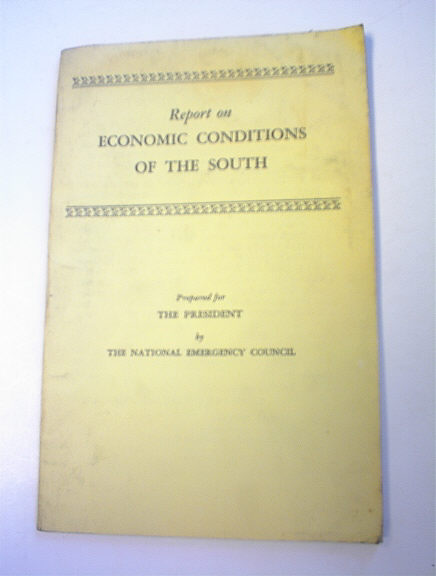 Report on
ECONOMIC CONDITIONS
OF THE SOUTH
Prepared for
THE PRESIDENT
by
THE NATIONAL EMERGENCY COUNCIL